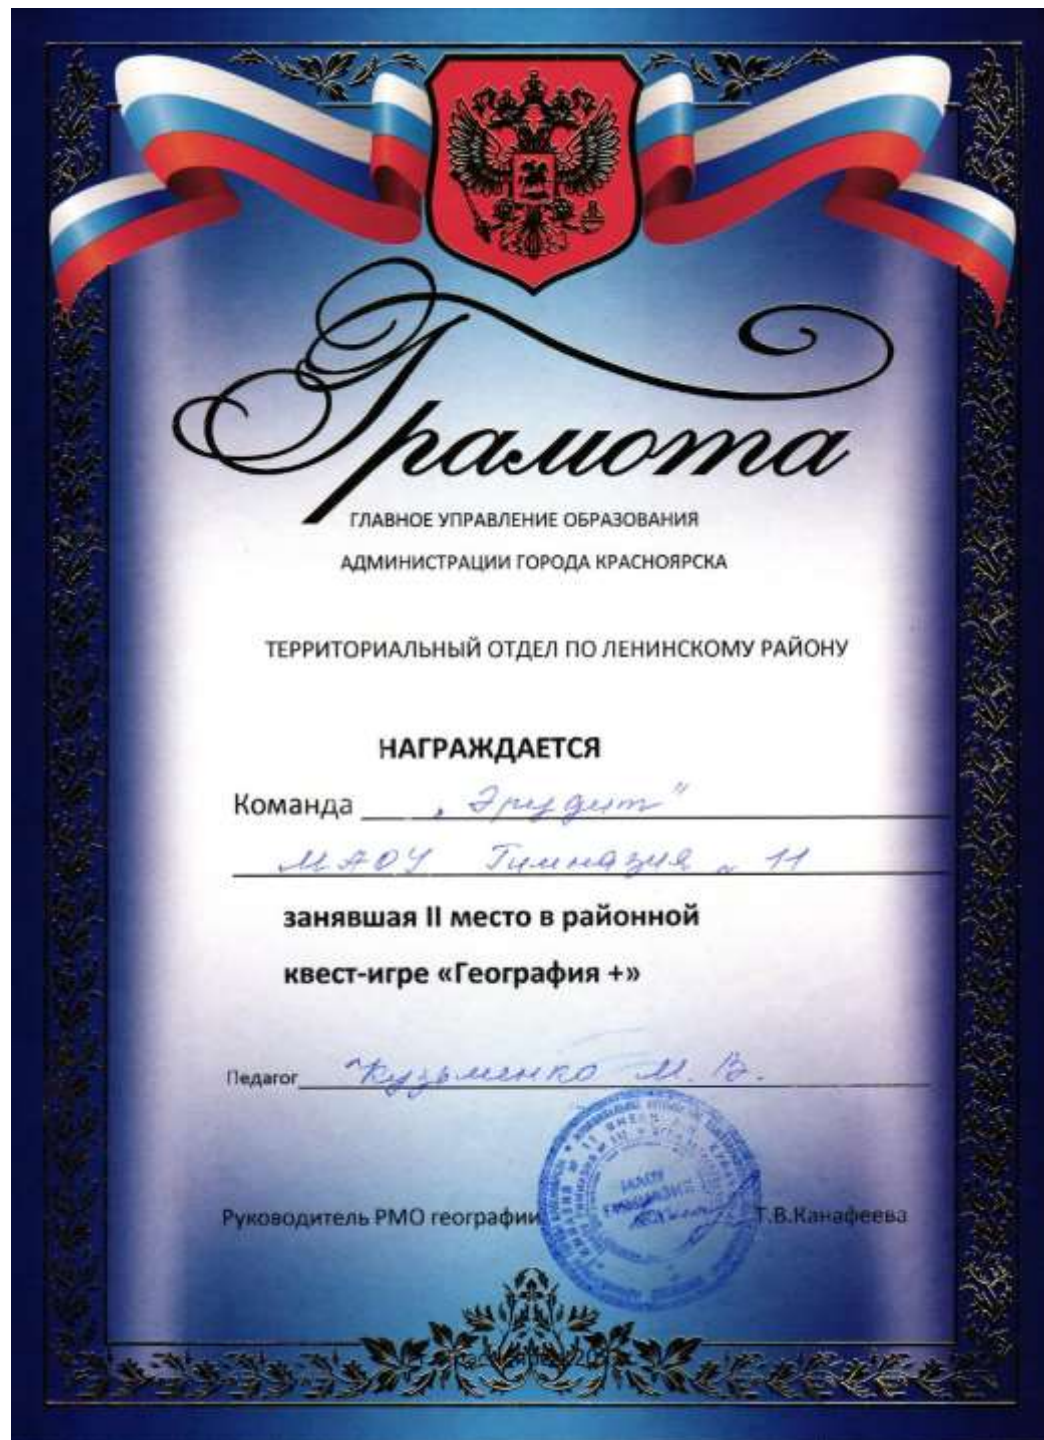 Грамота
ГЛАВНОЕ УПРАВЛЕНИЕ ОБРАЗОВАНИЯ
АДМИНИСТРАЦИИ ГОРОДА КРАСНОЯРСКА
ТЕРРИТОРИАЛЬНЫЙ ОТДЕЛ ПО ЛЕНИНСКОМУ РАЙОНУ
НАГРАЖДАЕТСЯ
Команда „Эрудит"
МАОУ Гимназия № 11
занявшая II место в районной
квест-игре «География +»
Педагог Кузьменко М. В.
Руководитель РМО географии Т.В.Канафеева
МАОУ